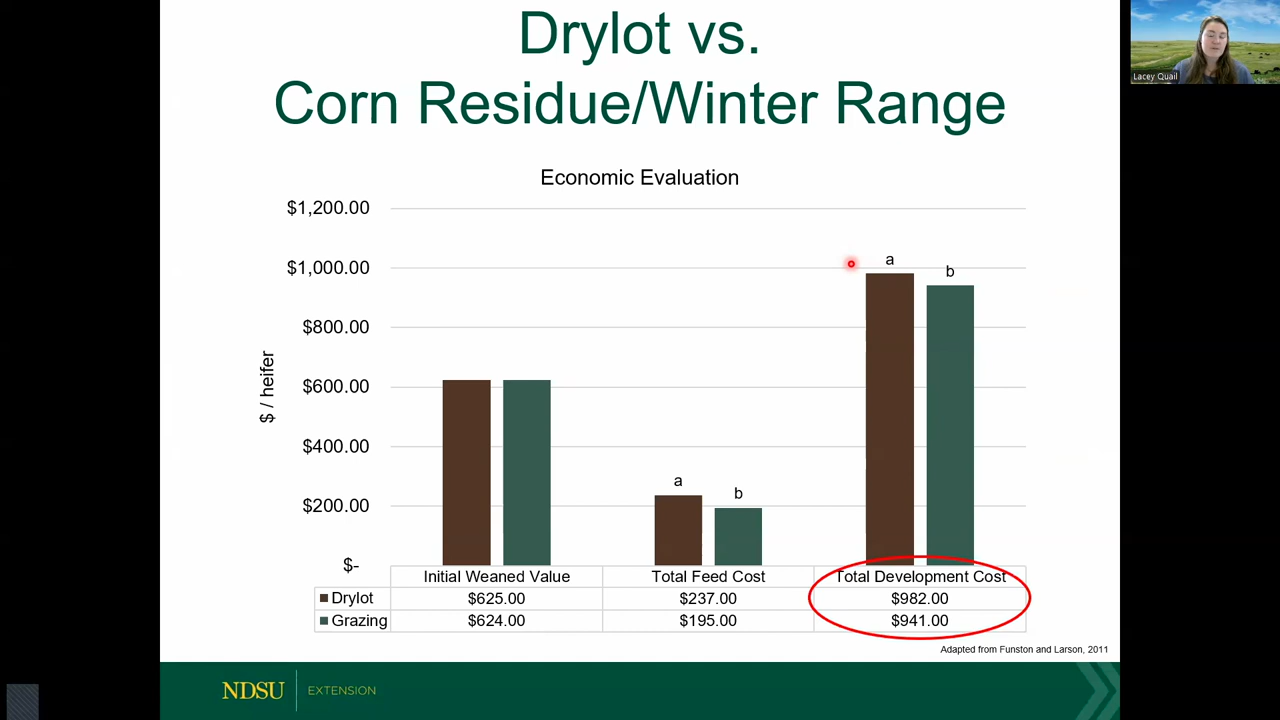 Drylot vs.
Corn Residue/Winter Range
Lacey Quail
Economic Evaluation
$ / heifer
$1,200.00
$1,000.00
$800.00
$600.00
$400.00
$200.00
$-
a
b
a
b
Initial Weaned Value Total Feed Cost Total Development Cost
Drylot $625.00 $237.00 $982.00
Grazing $624.00 $195.00 $941.00
Adapted from Funston and Larson, 2011
NDSU EXTENSION